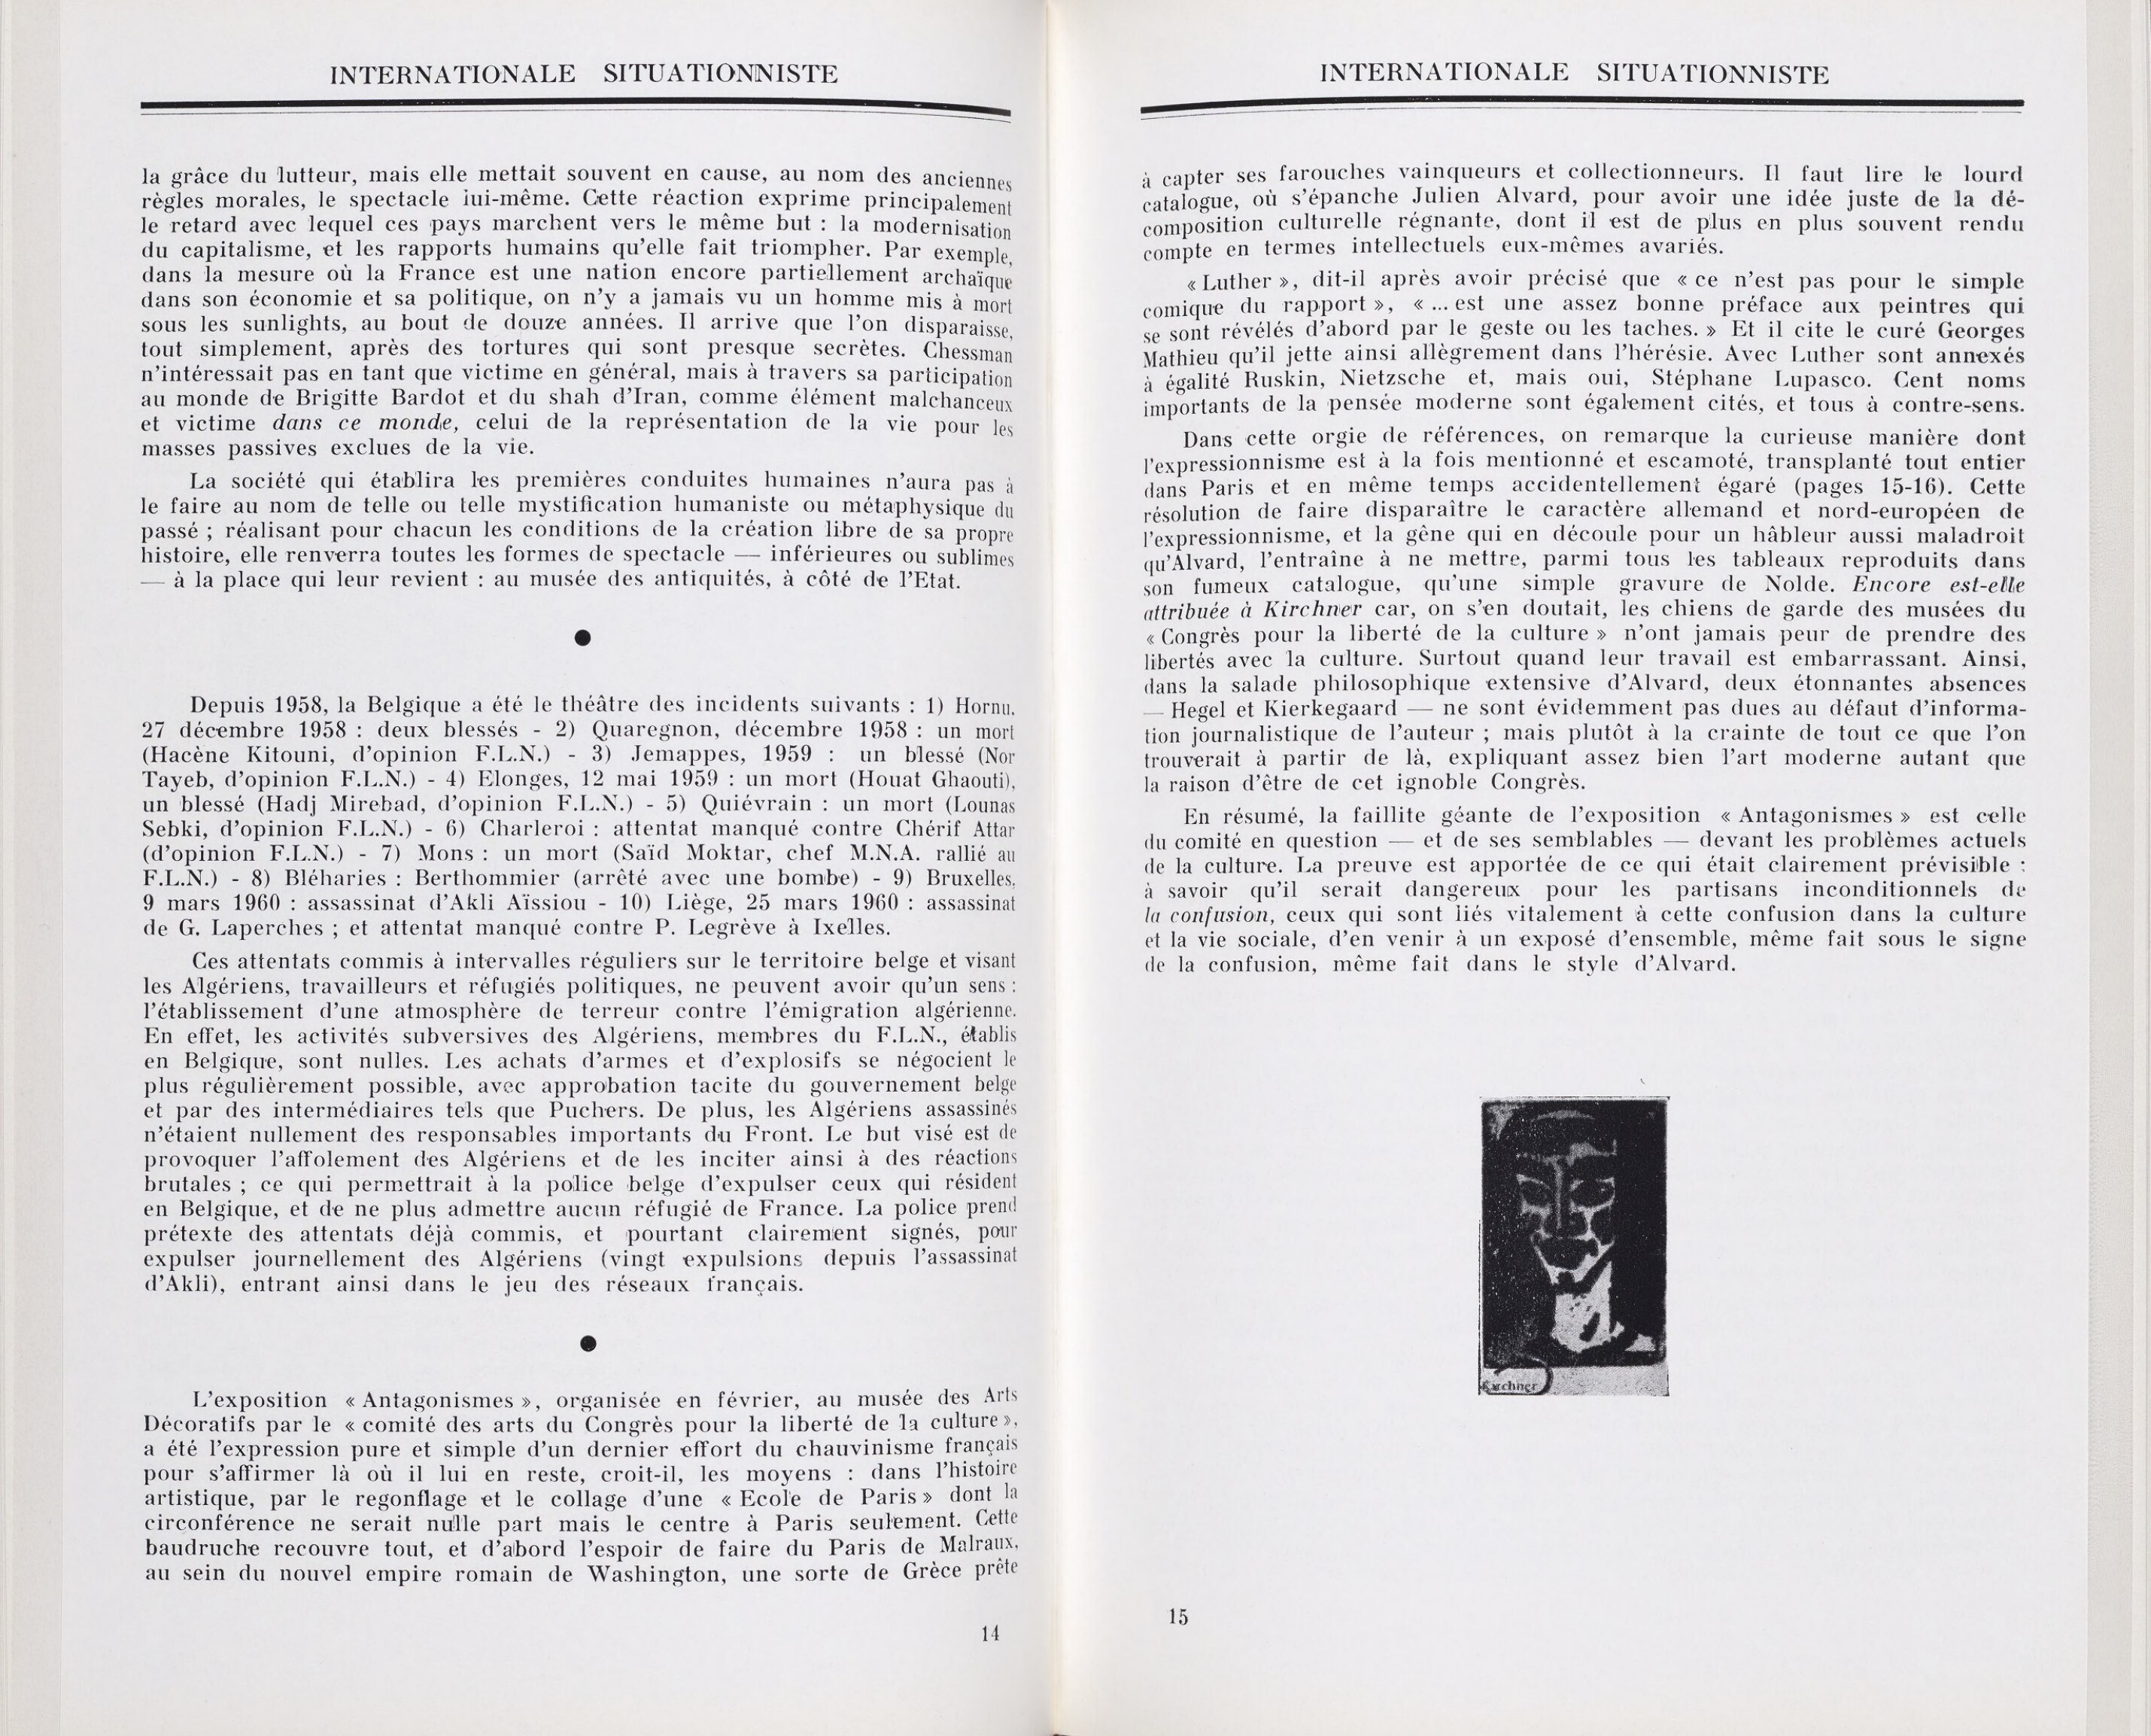 INTERNATIONALE SITUATIONNISTE
la grâce du lutteur, mais elle mettait souvent en cause, au nom des anciennes
règles morales, le spectacle lui-même. Cette réaction exprime principalement
le retard avec lequel ces pays marchent vers le même but : la modernisation
du capitalisme, et les rapports humains qu'elle fait triompher. Par exemple,
dans la mesure où la France est une nation encore partiellement archaïque
dans son économie et sa politique, on n'y a jamais vu un homme mis à mort
sous les sunlights, au bout de douze années. Il arrive que l'on disparaisse,
tout simplement, après des tortures qui sont presque secrètes. Chessman
n'intéressait pas en tant que victime en général, mais à travers sa participation
au monde de Brigitte Bardot et du shah d'Iran, comme élément malchanceux
et victime dans ce monde, celui de la représentation de la vie pour les
masses passives exclues de la vie.
La société qui établira les premières conduites humaines n'aura pas à
le faire au nom de telle ou telle mystification humaniste ou métaphysique du
passé ; réalisant pour chacun les conditions de la création libre de sa propre
histoire, elle renverra toutes les formes de spectacle — inférieures ou sublimes
— à la place qui leur revient : au musée des antiquités, à côté de l'Etat.
●
Depuis 1958, la Belgique a été le théâtre des incidents suivants : 1) Hornu,
27 décembre 1958 : deux blessés - 2) Quaregnon, décembre 1958 : un mort
(Hacène Kitouni, d'opinion F.L.N.) - 3) Jemappes, 1959 : un blessé (Nor
Tayeb, d'opinion F.L.N.) - 4) Elonges, 12 mai 1959 : un mort (Houat Ghaouti),
un blessé (Hadj Mirebad, d'opinion F.L.N.) - 5) Quiévrain : un mort (Lounas
Sebki, d'opinion F.L.N.) - 6) Charleroi : attentat manqué contre Chérif Attar
(d'opinion F.L.N.) - 7) Mons : un mort (Saïd Moktar, chef M.N.A. rallié au
F.L.N.) - 8) Bléharies : Berthommier (arrêté avec une bombe) - 9) Bruxelles,
9 mars 1960 : assassinat d'Akli Aïssiou - 10) Liège, 25 mars 1960 : assassinat
de G. Laperches ; et attentat manqué contre P. Legrève à Ixelles.
Ces attentats commis à intervalles réguliers sur le territoire belge et visant
les Algériens, travailleurs et réfugiés politiques, ne peuvent avoir qu'un sens :
l'établissement d'une atmosphère de terreur contre l'émigration algérienne.
En effet, les activités subversives des Algériens, membres du F.L.N., établis
en Belgique, sont nulles. Les achats d'armes et d'explosifs se négocient le
plus régulièrement possible, avec approbation tacite du gouvernement belge
et par des intermédiaires tels que Puchers. De plus, les Algériens assassinés
n'étaient nullement des responsables importants du Front. Le but visé est de
provoquer l'affolement des Algériens et de les inciter ainsi à des réactions
brutales ; ce qui permettrait à la police belge d'expulser ceux qui résident
en Belgique, et de ne plus admettre aucun réfugié de France. La police prend
prétexte des attentats déjà commis, et pourtant clairement signés, pour
expulser journellement des Algériens (vingt expulsions depuis l'assassinat
d'Akli), entrant ainsi dans le jeu des réseaux français.
●
L'exposition « Antagonismes », organisée en février, au musée des Arts
Décoratifs par le « comité des arts du Congrès pour la liberté de la culture »,
a été l'expression pure et simple d'un dernier effort du chauvinisme français
pour s'affirmer là où il lui en reste, croit-il, les moyens : dans l'histoire
artistique, par le regonflage et le collage d'une « Ecole de Paris » dont la
circonférence ne serait nulle part mais le centre à Paris seulement. Cette
baudruche recouvre tout, et d'abord l'espoir de faire du Paris de Malraux,
au sein du nouvel empire romain de Washington, une sorte de Grèce prête
14
INTERNATIONALE SITUATIONNISTE
à capter ses farouches vainqueurs et collectionneurs. Il faut lire le lourd
catalogue, où s'épanche Julien Alvard, pour avoir une idée juste de la dé-
composition culturelle régnante, dont il est de plus en plus souvent rendu
compte en termes intellectuels eux-mêmes avariés.
« Luther », dit-il après avoir précisé que « ce n'est pas pour le simple
comique du rapport », « ... est une assez bonne préface aux peintres qui
se sont révélés d'abord par le geste ou les taches. » Et il cite le curé Georges
Mathieu qu'il jette ainsi allègrement dans l'hérésie. Avec Luther sont annexés
à égalité Ruskin, Nietzsche et, mais oui, Stéphane Lupasco. Cent noms
importants de la pensée moderne sont également cités, et tous à contre-sens.
Dans cette orgie de références, on remarque la curieuse manière dont
l'expressionnisme est à la fois mentionné et escamoté, transplanté tout entier
dans Paris et en même temps accidentellement égaré (pages 15-16). Cette
résolution de faire disparaître le caractère allemand et nord-européen de
l'expressionnisme, et la gêne qui en découle pour un hâbleur aussi maladroit
qu'Alvard, l'entraîne à ne mettre, parmi tous les tableaux reproduits dans
son fumeux catalogue, qu'une simple gravure de Nolde. Encore est-elle
attribuée à Kirchner car, on s'en doutait, les chiens de garde des musées du
« Congrès pour la liberté de la culture » n'ont jamais peur de prendre des
libertés avec la culture. Surtout quand leur travail est embarrassant. Ainsi,
dans la salade philosophique extensive d'Alvard, deux étonnantes absences
— Hegel et Kierkegaard — ne sont évidemment pas dues au défaut d'informa-
tion journalistique de l'auteur ; mais plutôt à la crainte de tout ce que l'on
trouverait à partir de là, expliquant assez bien l'art moderne autant que
la raison d'être de cet ignoble Congrès.
En résumé, la faillite géante de l'exposition « Antagonismes » est celle
du comité en question — et de ses semblables — devant les problèmes actuels
de la culture. La preuve est apportée de ce qui était clairement prévisible :
à savoir qu'il serait dangereux pour les partisans inconditionnels de
la confusion, ceux qui sont liés vitalement à cette confusion dans la culture
et la vie sociale, d'en venir à un exposé d'ensemble, même fait sous le signe
de la confusion, même fait dans le style d'Alvard.
Kirchner
15